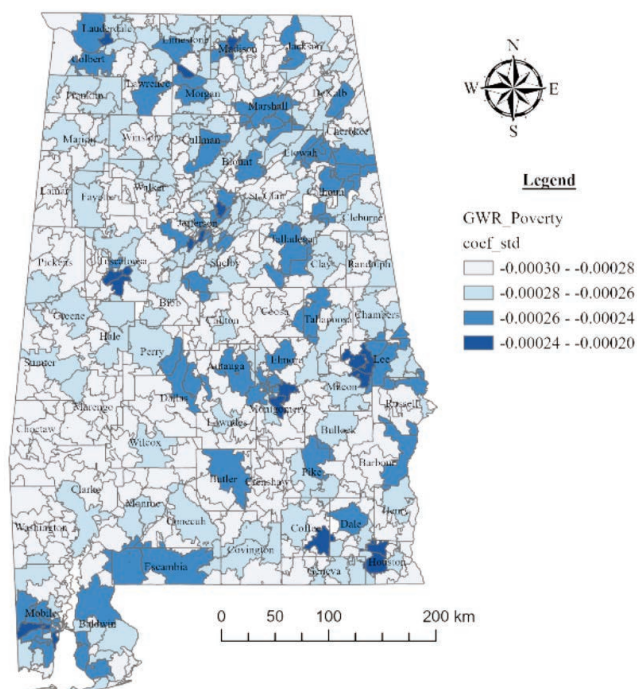 Lauderdale
Limestone
Madison
Jackson
Colbert
Lawrence
Morgan
DeKalb
Franklin
Marshall
Cherokee
Marion
Winston
Cullman
Etowah
Blount
Lamar
Fayette
Walker
St. Clair
Calhoun
Cleburne
Jefferson
Talladega
Pickens
Tuscaloosa
Shelby
Clay
Randolph
Bibb
Greene
Hale
Chilton
Coosa
Tallapoosa
Chambers
Perry
Sumter
Autauga
Elmore
Lee
Macon
Dallas
Marengo
Montgomery
Russell
Choctaw
Lowndes
Bullock
Wilcox
Barbour
Butler
Crenshaw
Pike
Clarke
Monroe
Conecuh
Washington
Henry
Coffee
Dale
Covington
Houston
Geneva
Escambia
Mobile
Baldwin
N
W E
S
Legend
GWR_Poverty
coef_std
-0.00030 - -0.00028
-0.00028 - -0.00026
-0.00026 - -0.00024
-0.00024 - -0.00020
0 50 100 200 km